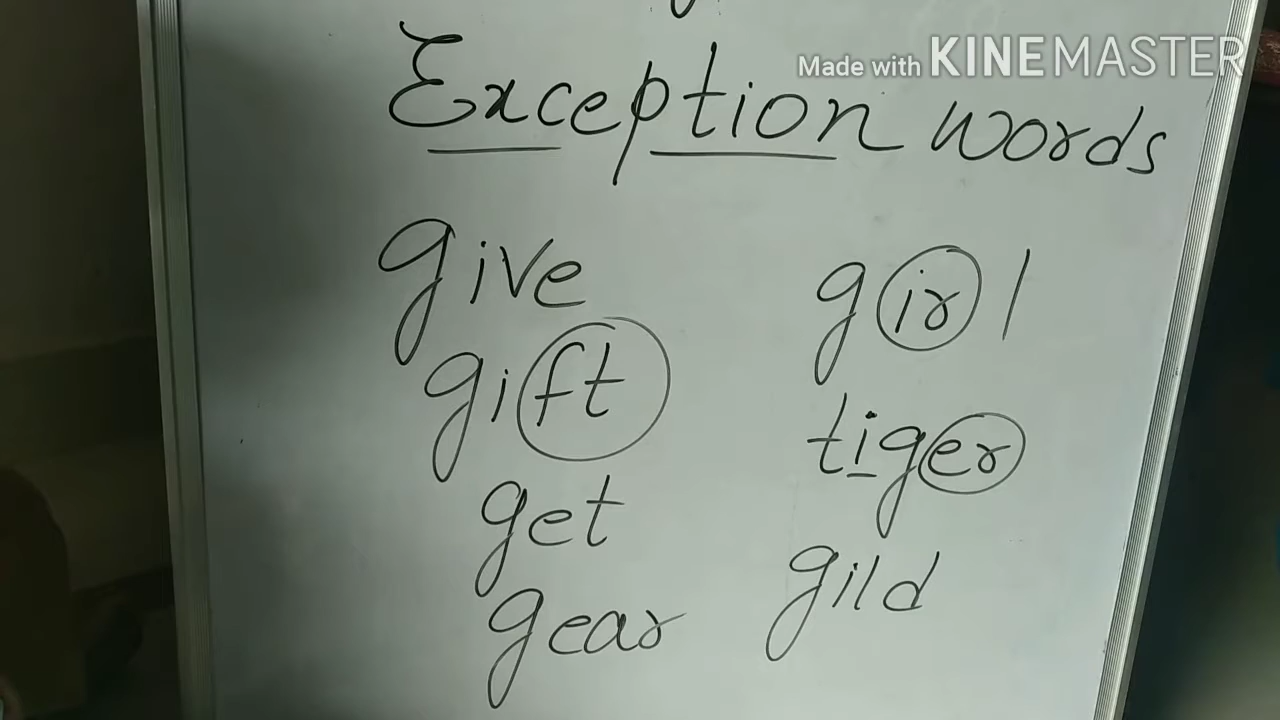 Made with KINEMASTER
Exception words
give
gift
get
gear
girl
tiger
gild